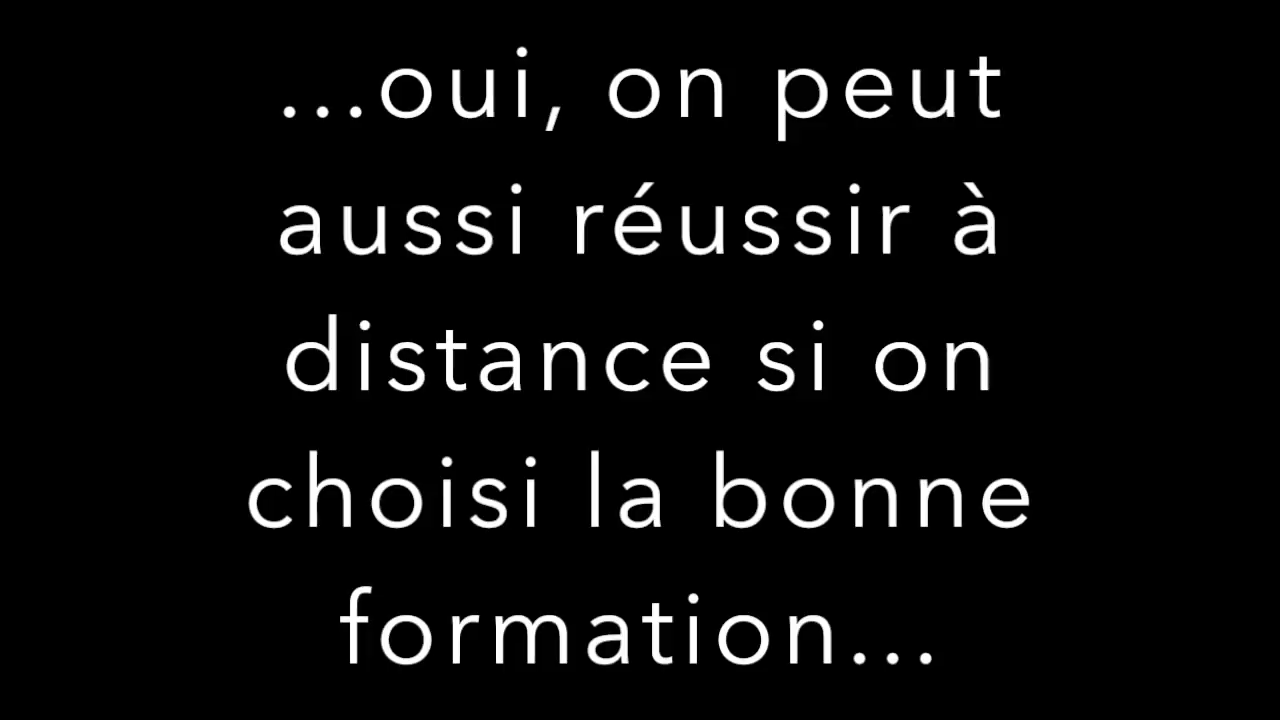 ...oui, on peut
aussi réussir à
distance si on
choisi la bonne
formation...